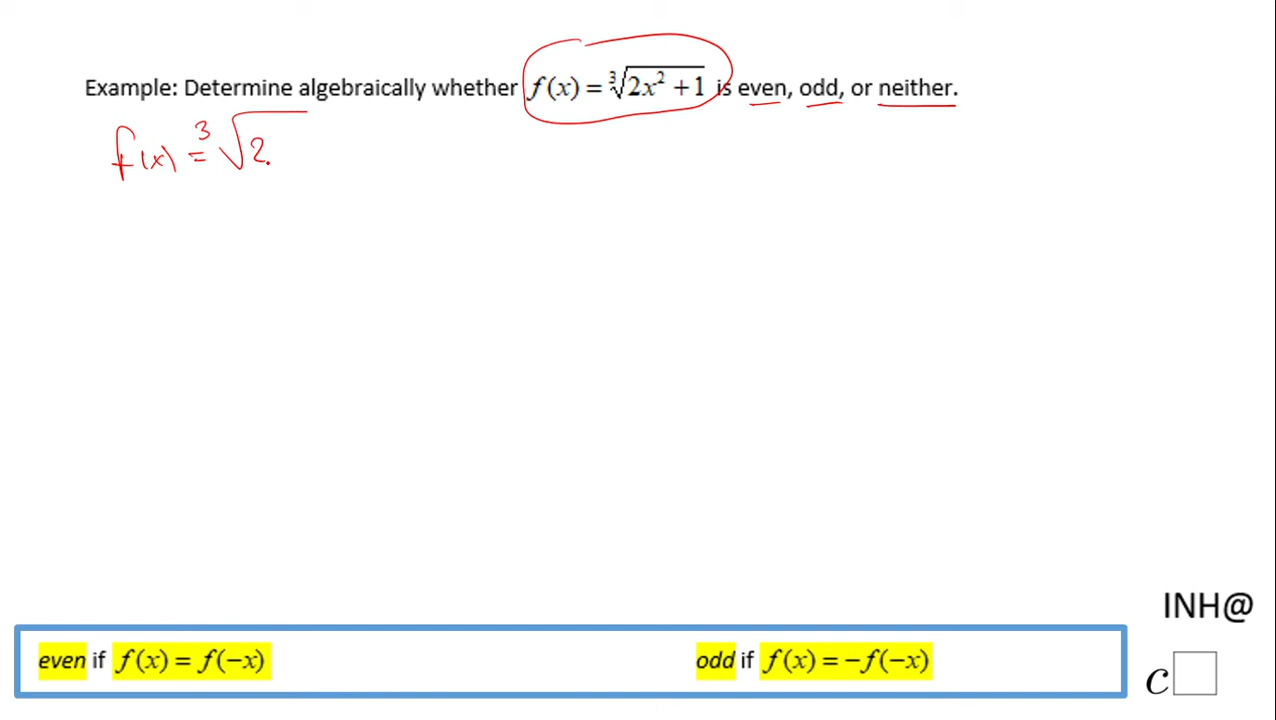 Example: Determine algebraically whether f(x) = ∛(2x² + 1) is even, odd, or neither.
f(x) = ∛2
INH@
even if f(x) = f(−x) odd if f(x) = −f(−x)
c